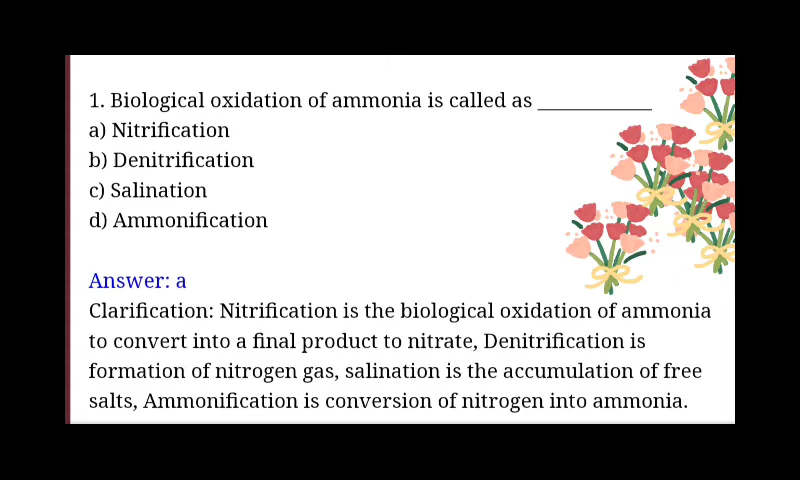 1. Biological oxidation of ammonia is called as ____________
a) Nitrification
b) Denitrification
c) Salination
d) Ammonification
Answer: a
Clarification: Nitrification is the biological oxidation of ammonia
to convert into a final product to nitrate, Denitrification is
formation of nitrogen gas, salination is the accumulation of free
salts, Ammonification is conversion of nitrogen into ammonia.